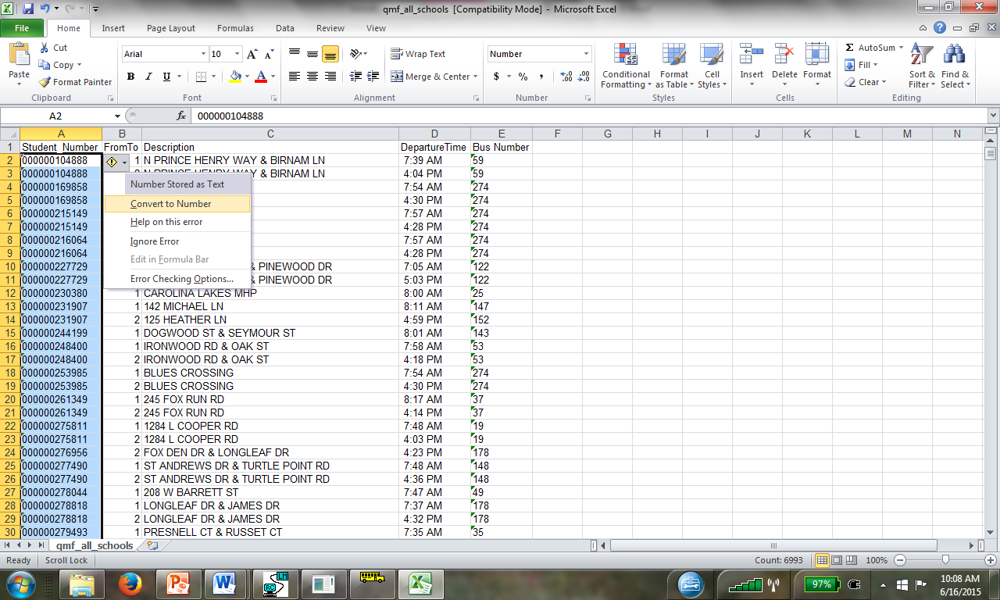 qmf_all_schools [Compatibility Mode] - Microsoft Excel
File Home Insert Page Layout Formulas Data Review View
Cut
Copy
Format Painter
Paste
Clipboard
Arial 10
B I U
Font
Wrap Text
Merge & Center
Alignment
Number
$ % ,
Number
Conditional Formatting
Format as Table
Cell Styles
Styles
Insert Delete Format
Cells
AutoSum
Fill
Clear
Sort & Filter
Find & Select
Editing
A2 fx 000000104888
A B C D E F G H I J K L M N
1 Student_Number FromTo Description DepartureTime Bus Number
2 000000104888 1 N PRINCE HENRY WAY & BIRNAM LN 7:39 AM 59
3 000000104888 2 N PRINCE HENRY WAY & BIRNAM LN 4:04 PM 59
4 000000169858 7:54 AM 274
5 000000169858 4:30 PM 274
6 000000215149 7:57 AM 274
7 000000215149 4:28 PM 274
8 000000216064 7:57 AM 274
9 000000216064 4:28 PM 274
10 000000227729 & PINEWOOD DR 7:05 AM 122
11 000000227729 & PINEWOOD DR 5:03 PM 122
12 000000230380 1 CAROLINA LAKES MHP 8:00 AM 25
13 000000231907 1 142 MICHAEL LN 8:11 AM 147
14 000000231907 2 125 HEATHER LN 4:59 PM 152
15 000000244199 1 DOGWOOD ST & SEYMOUR ST 8:01 AM 143
16 000000248400 1 IRONWOOD RD & OAK ST 7:58 AM 53
17 000000248400 2 IRONWOOD RD & OAK ST 4:18 PM 53
18 000000253985 1 BLUES CROSSING 7:54 AM 274
19 000000253985 2 BLUES CROSSING 4:30 PM 274
20 000000261349 1 245 FOX RUN RD 8:17 AM 37
21 000000261349 2 245 FOX RUN RD 4:14 PM 37
22 000000275811 1 1284 L COOPER RD 7:48 AM 19
23 000000275811 2 1284 L COOPER RD 4:03 PM 19
24 000000276956 2 FOX DEN DR & LONGLEAF DR 4:23 PM 178
25 000000277490 1 ST ANDREWS DR & TURTLE POINT RD 7:48 AM 148
26 000000277490 2 ST ANDREWS DR & TURTLE POINT RD 4:36 PM 148
27 000000278044 1 208 W BARRETT ST 7:47 AM 49
28 000000278818 1 LONGLEAF DR & JAMES DR 7:37 AM 178
29 000000278818 2 LONGLEAF DR & JAMES DR 4:32 PM 178
30 000000279493 1 PRESNELL CT & RUSSET CT 7:35 AM 35
Number Stored as Text
Convert to Number
Help on this error
Ignore Error
Edit in Formula Bar
Error Checking Options...
qmf_all_schools
Ready Scroll Lock Count: 6993 100%
97%
10:08 AM
6/16/2015